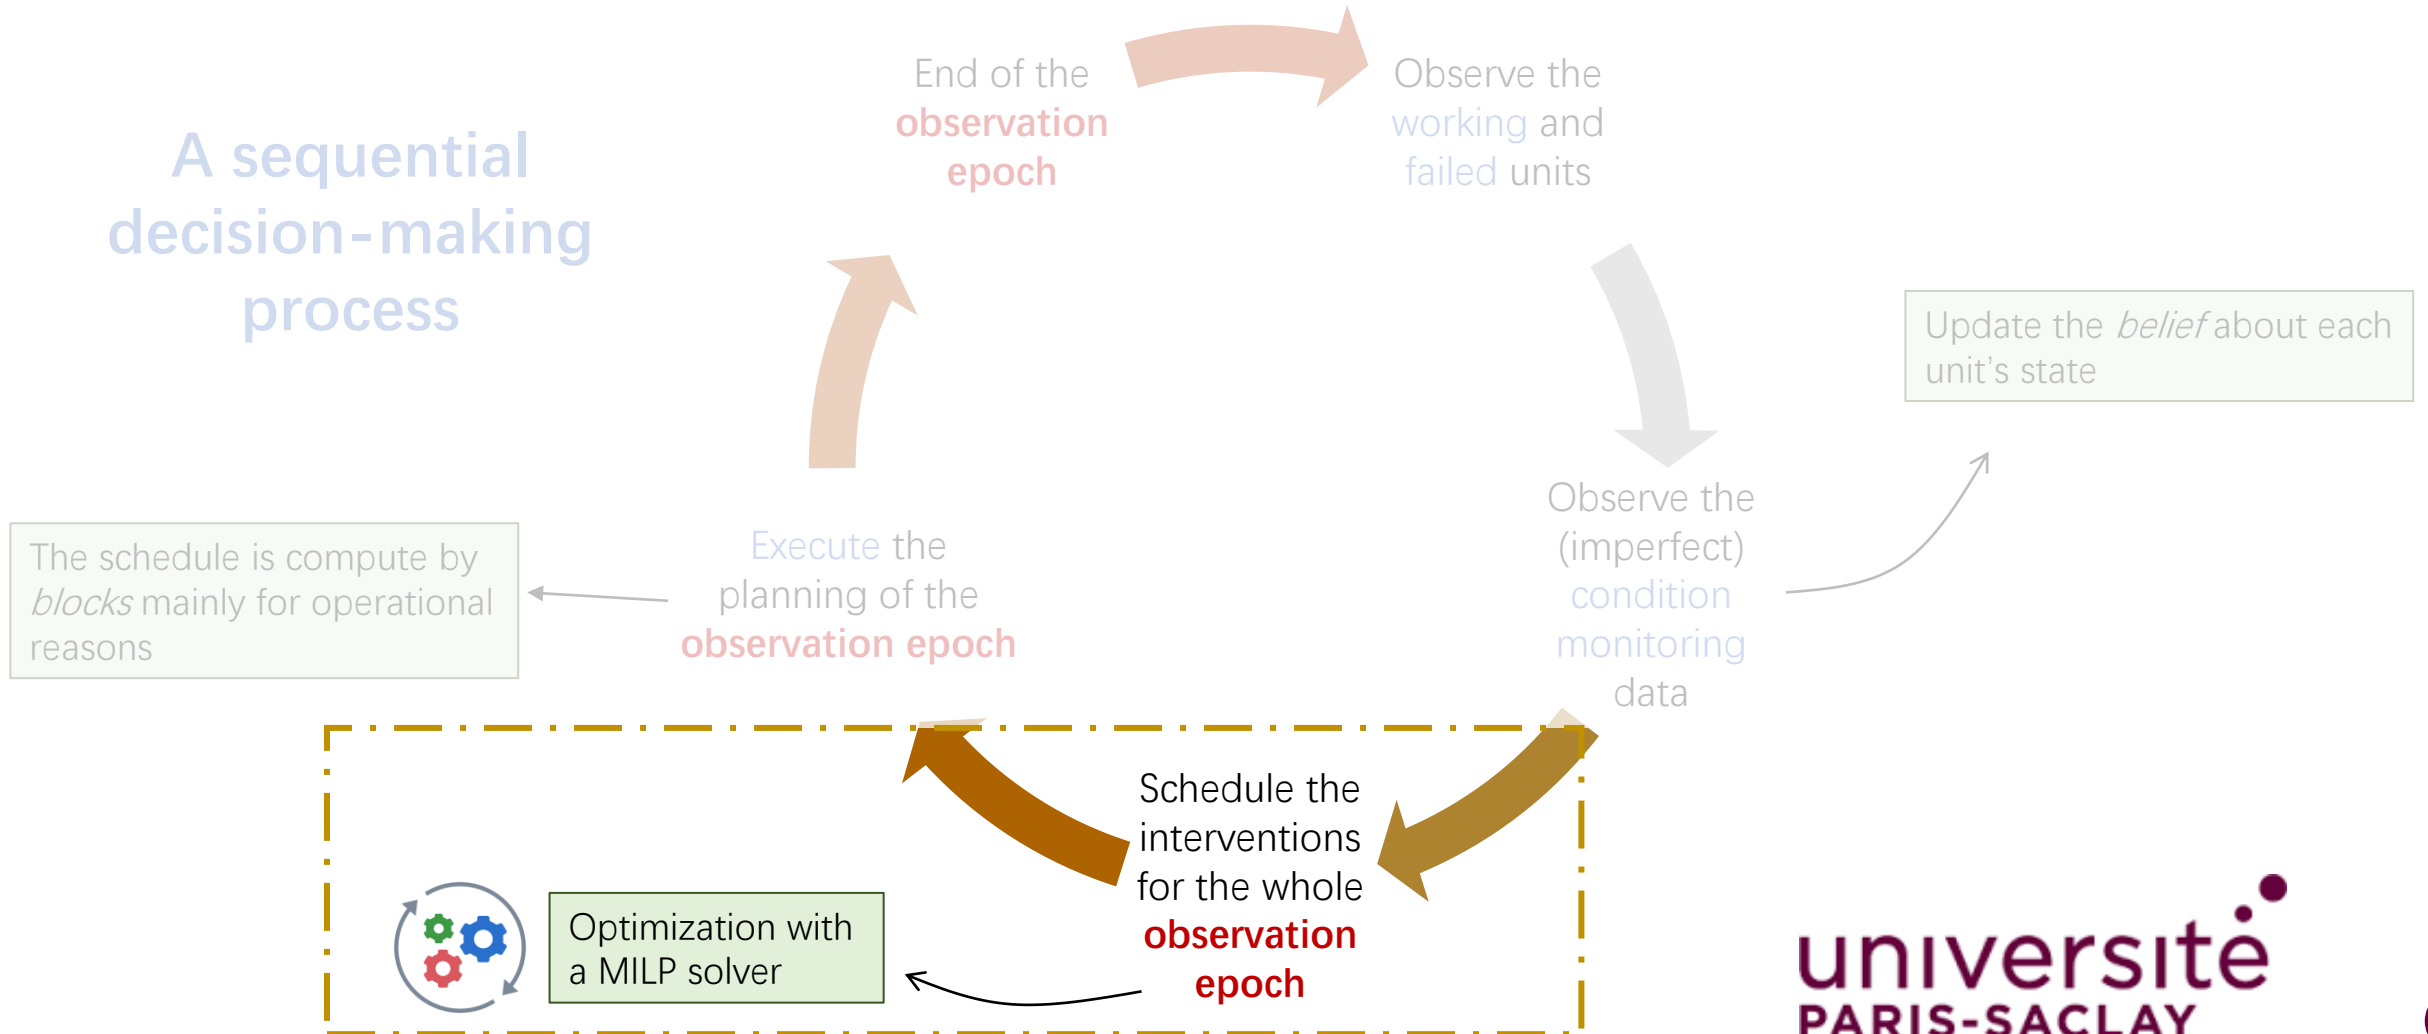 A sequential
decision-making
process
End of the
observation
epoch
Observe the
working and
failed units
Update the belief about each
unit's state
Observe the
(imperfect)
condition
monitoring
data
The schedule is compute by
blocks mainly for operational
reasons
Execute the
planning of the
observation epoch
Schedule the
interventions
for the whole
observation
epoch
Optimization with
a MILP solver
université
PARIS-SACLAY